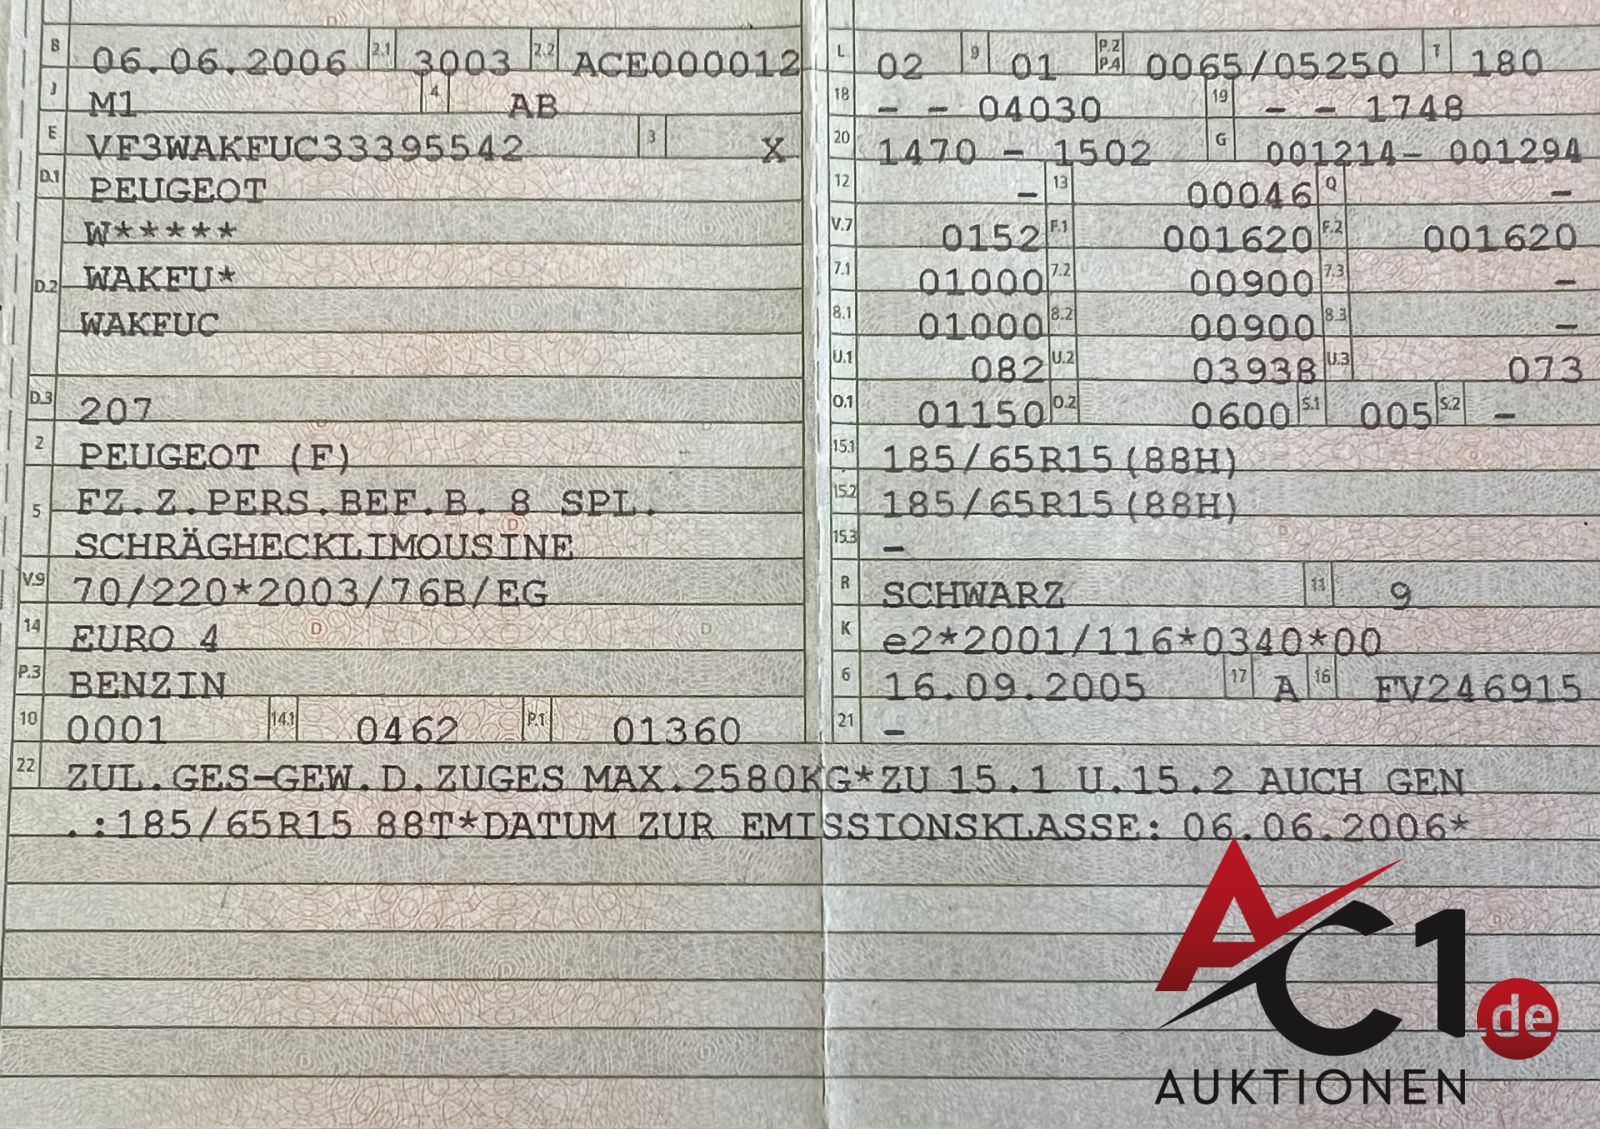 B 06.06.2006 2.1 3003 2.2 ACE000012
J M1 4 AB
E VF3WAKFUC33395542 3 X
D.1 PEUGEOT
W*****
D.2 WAKFU*
WAKFUC
D.3 207
2 PEUGEOT (F)
5 FZ.Z.PERS.BEF.B. 8 SPL.
SCHRÄGHECKLIMOUSINE
V.9 70/220*2003/76B/EG
14 EURO 4
P.3 BENZIN
10 0001 14.1 0462 P.1 01360
L 02 9 01 P.2 P.4 0065/05250 T 180
18 – – 04030 19 – – 1748
20 1470 – 1502 G 001214– 001294
12 – 13 00046 Q –
V.7 0152 F.1 001620 F.2 001620
7.1 01000 7.2 00900 7.3 –
8.1 01000 8.2 00900 8.3 –
U.1 082 U.2 03938 U.3 073
O.1 01150 O.2 0600 S.1 005 S.2 –
15.1 185/65R15(88H)
15.2 185/65R15(88H)
15.3 –
R SCHWARZ 11 9
K e2*2001/116*0340*00
6 16.09.2005 17 A 16 FV246915
21 –
22 ZUL.GES-GEW.D.ZUGES MAX.2580KG*ZU 15.1 U.15.2 AUCH GEN
.:185/65R15 88T*DATUM ZUR EMISSIONSKLASSE: 06.06.2006*
AC1.de
AUKTIONEN